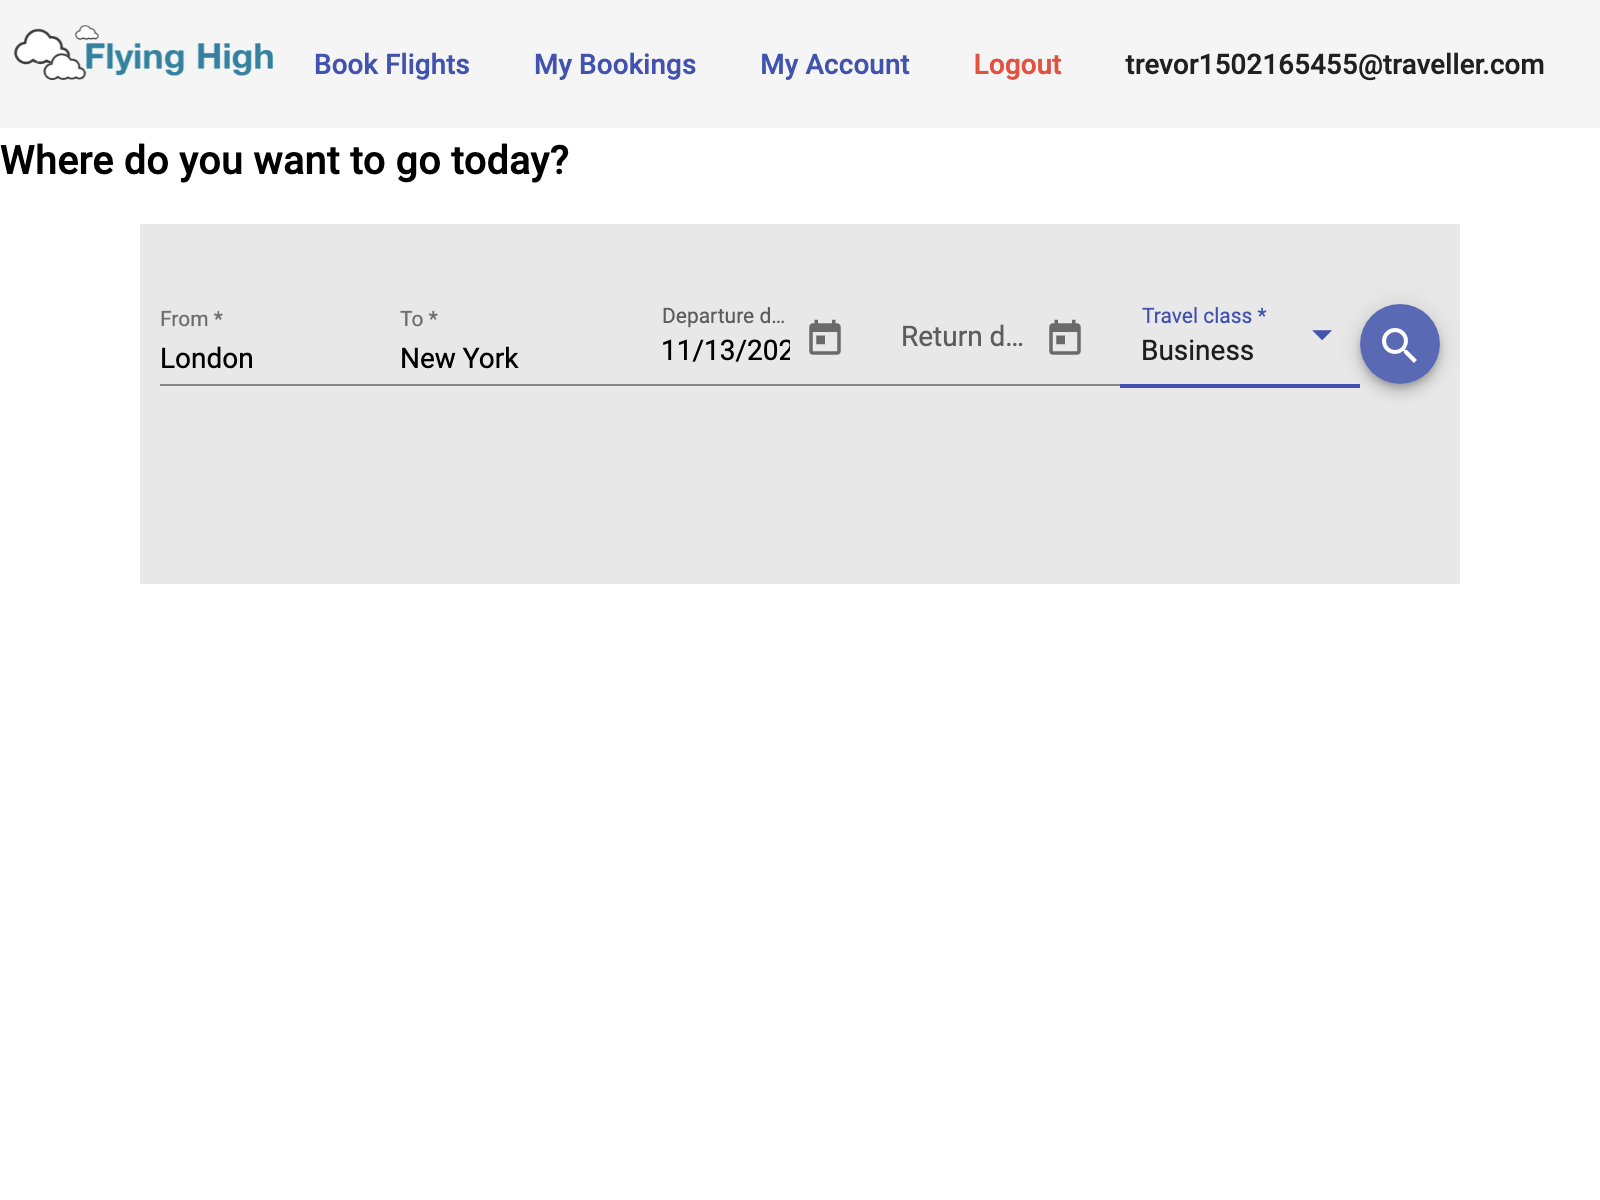 Flying High
Book Flights
My Bookings
My Account
Logout
trevor1502165455@traveller.com
Where do you want to go today?
From *
London
To *
New York
Departure d...
11/13/202
Return d...
Travel class *
Business